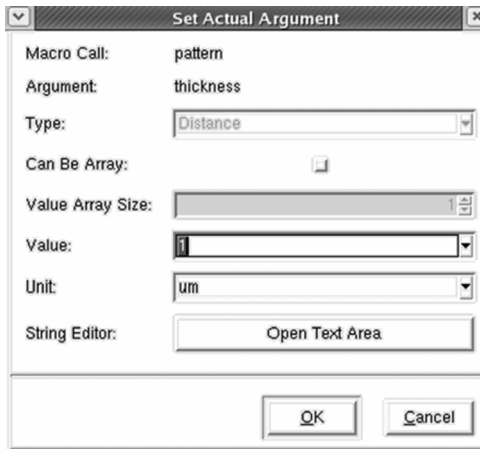 Set Actual Argument
Macro Call: pattern
Argument: thickness
Type: Distance
Can Be Array:
Value Array Size: 1
Value: 1
Unit: um
String Editor: Open Text Area
OK Cancel